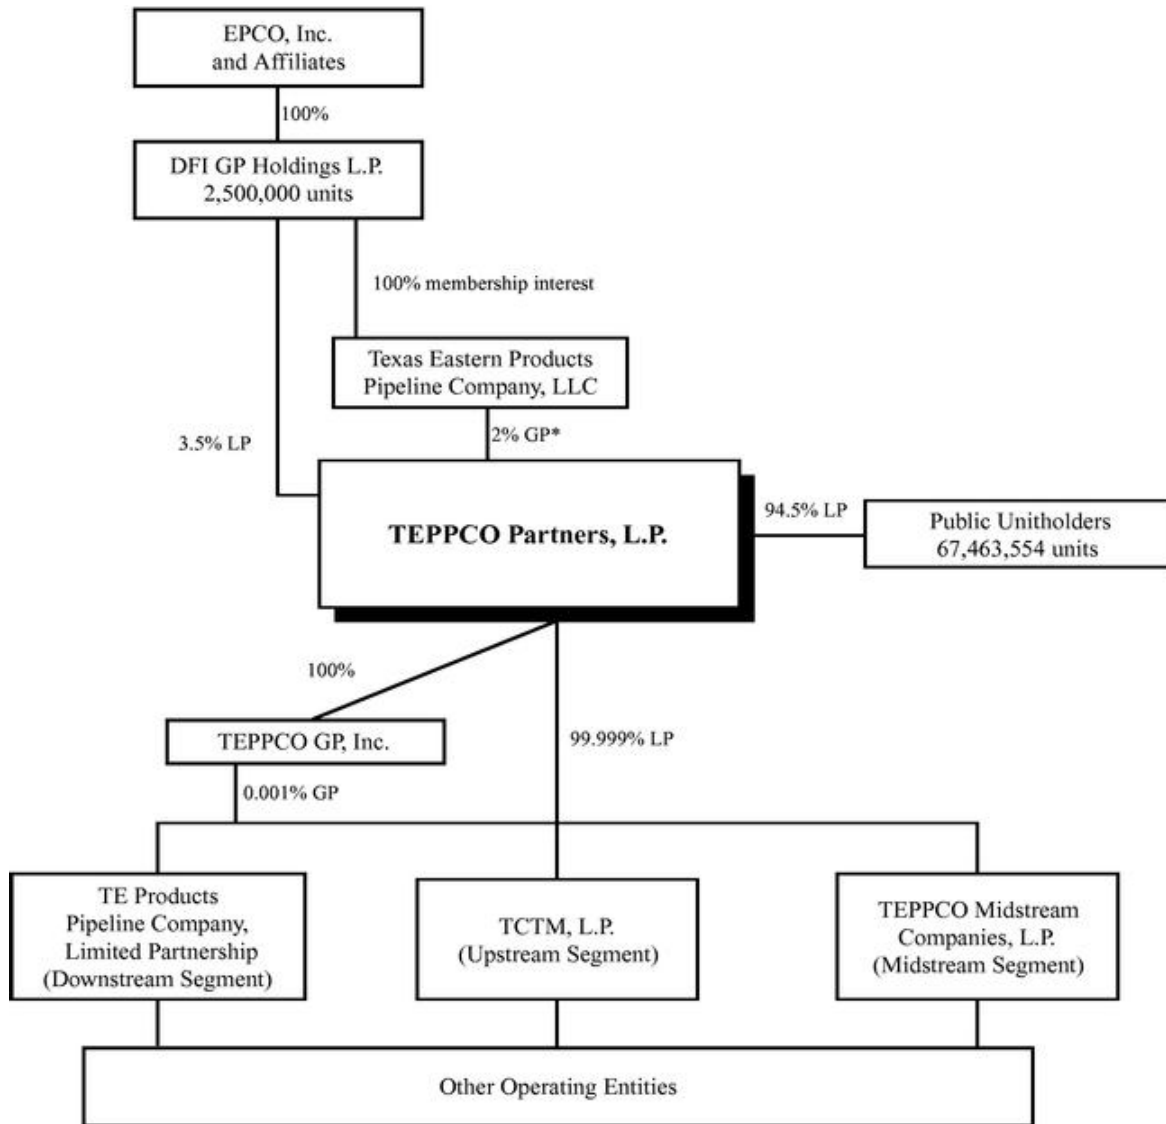 EPCO, Inc.
and Affiliates
100%
DFI GP Holdings L.P.
2,500,000 units
100% membership interest
Texas Eastern Products
Pipeline Company, LLC
3.5% LP
2% GP*
TEPPCO Partners, L.P.
94.5% LP
Public Unitholders
67,463,554 units
100%
TEPPCO GP, Inc.
99.999% LP
0.001% GP
TE Products
Pipeline Company,
Limited Partnership
(Downstream Segment)
TCTM, L.P.
(Upstream Segment)
TEPPCO Midstream
Companies, L.P.
(Midstream Segment)
Other Operating Entities